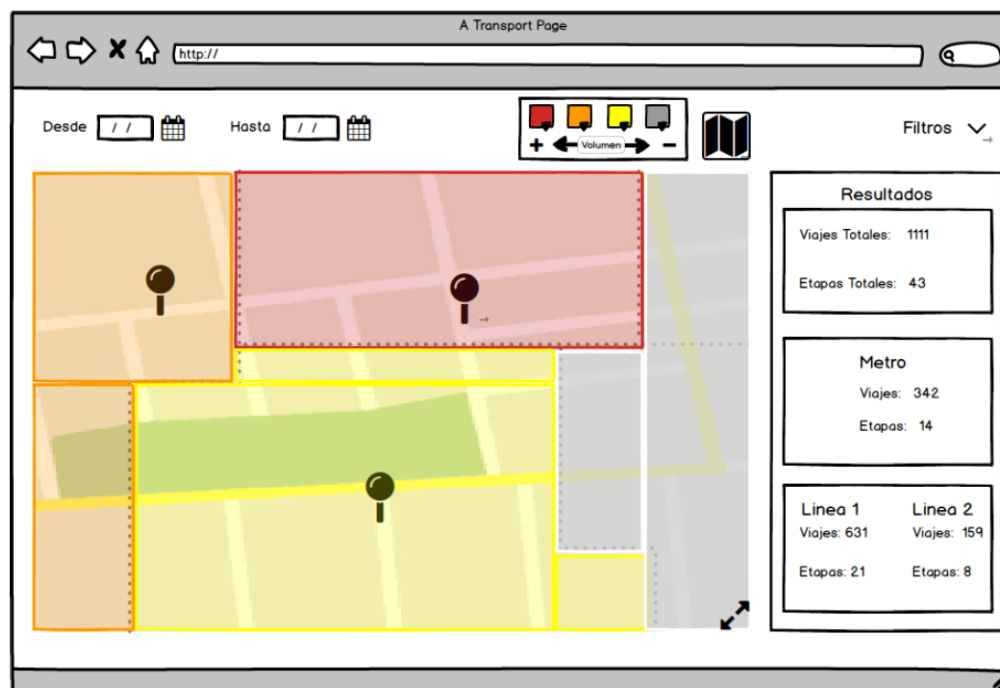 A Transport Page
http://
Desde / /
Hasta / /
+ Volumen -
Filtros
Resultados
Viajes Totales: 1111
Etapas Totales: 43
Metro
Viajes: 342
Etapas: 14
Linea 1 Linea 2
Viajes: 631 Viajes: 159
Etapas: 21 Etapas: 8